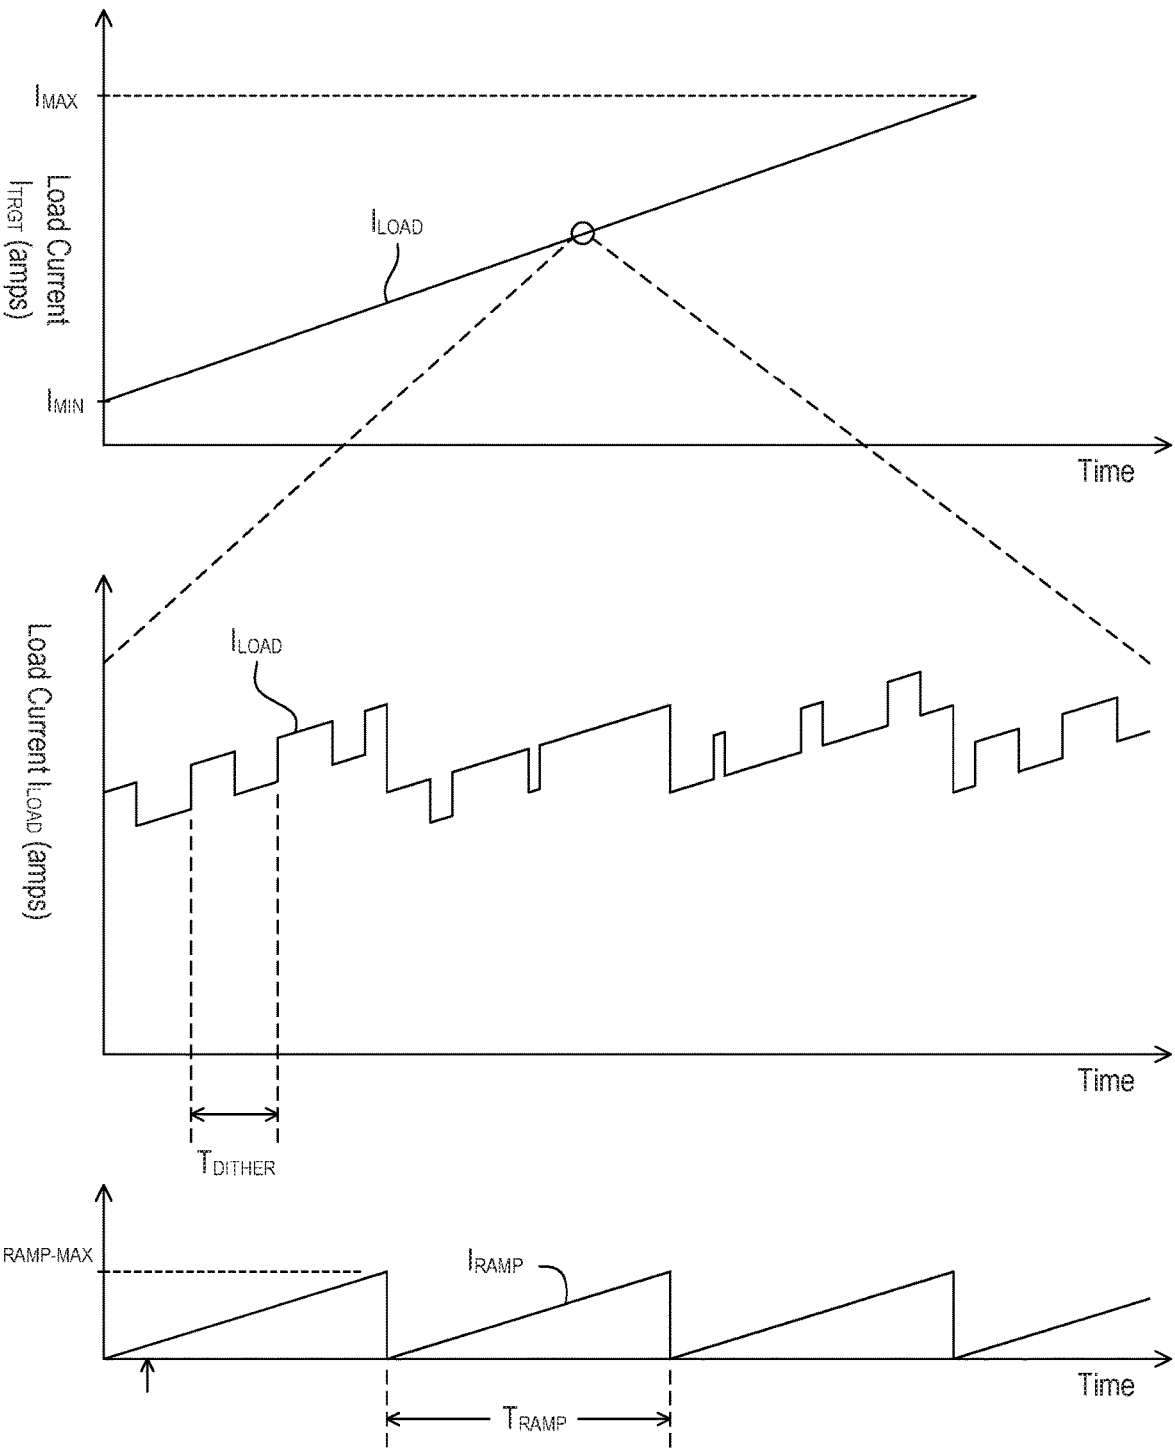 IMAX
Load Current
ITRGT (amps)
ILOAD
IMIN
Time
Load Current ILOAD (amps)
ILOAD
Time
TDITHER
RAMP-MAX
IRAMP
Time
TRAMP